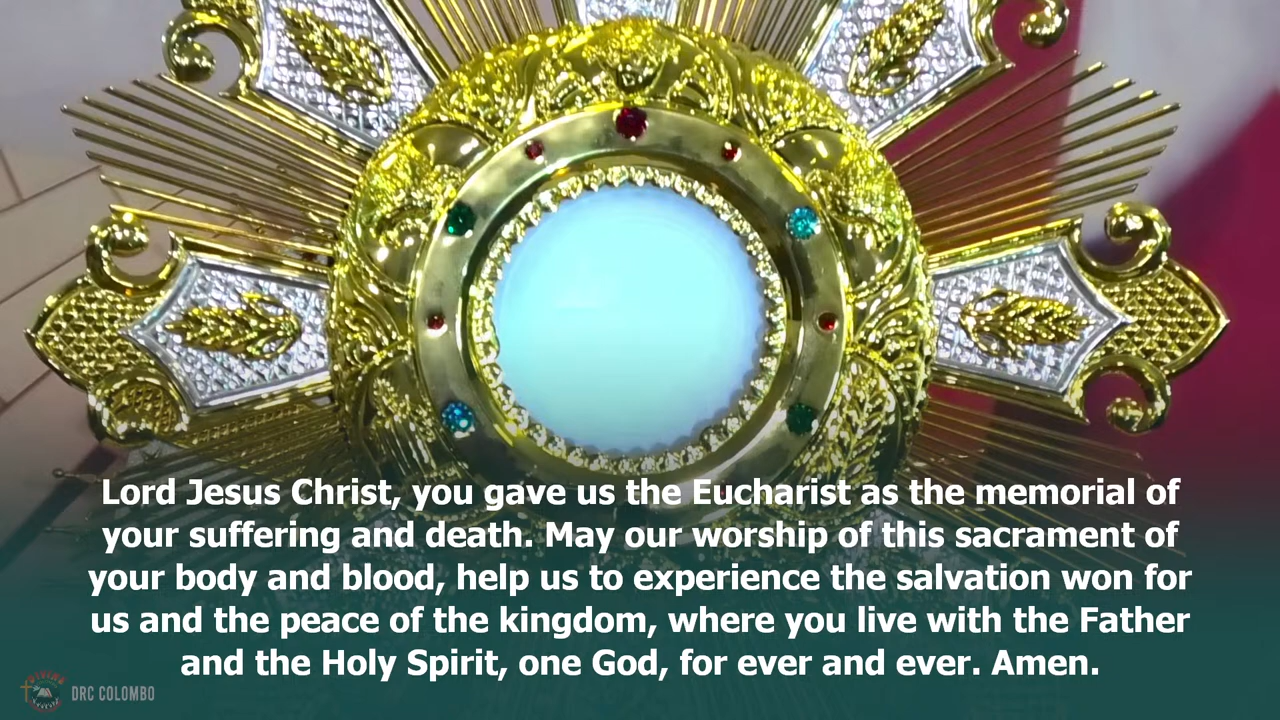 Lord Jesus Christ, you gave us the Eucharist as the memorial of
your suffering and death. May our worship of this sacrament of
your body and blood, help us to experience the salvation won for
us and the peace of the kingdom, where you live with the Father
and the Holy Spirit, one God, for ever and ever. Amen.
DIVINE
DRC COLOMBO